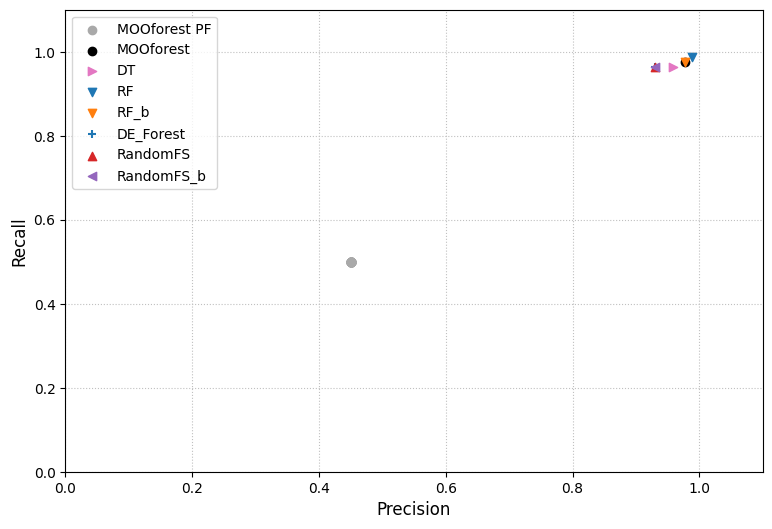 MOOforest PF
MOOforest
DT
RF
RF_b
DE_Forest
RandomFS
RandomFS_b
1.0
0.8
0.6
0.4
0.2
0.0
Recall
0.0 0.2 0.4 0.6 0.8 1.0
Precision